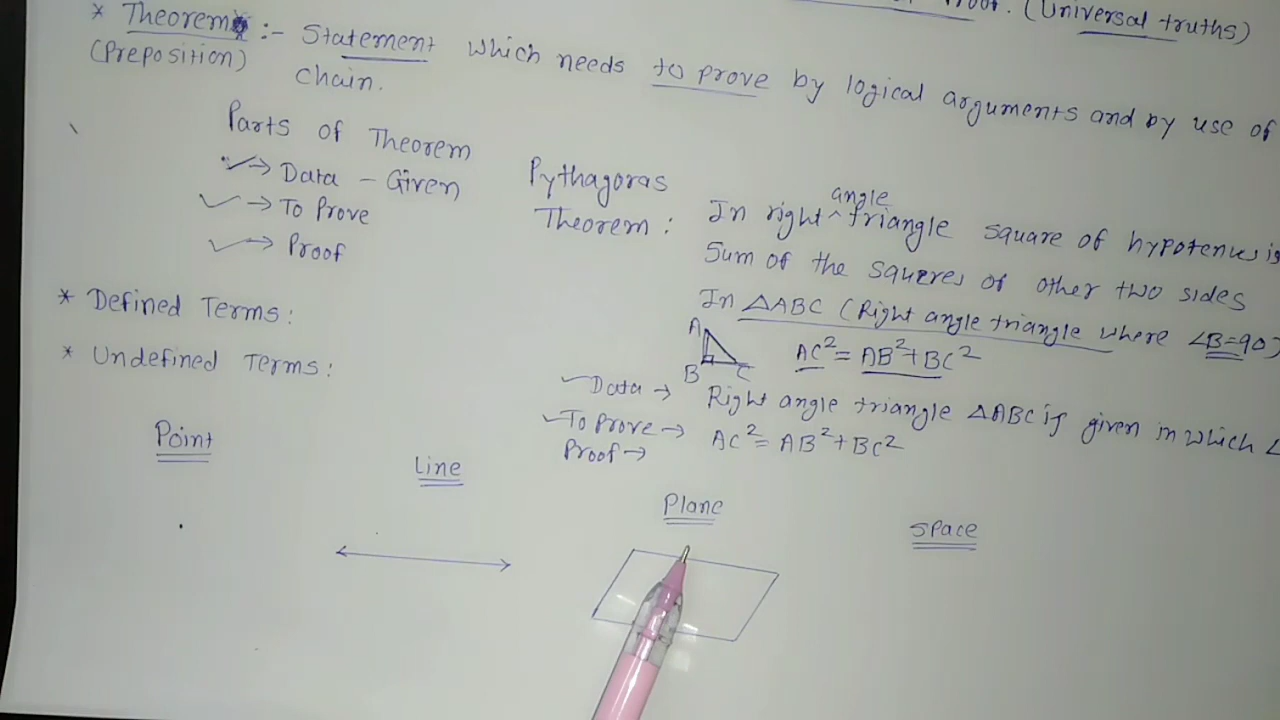 Proof. (Universal truths)
* Theorem :- Statement which needs to prove by logical arguments and by use of
(Preposition) chain.
Parts of Theorem
→ Data - Given
→ To Prove
→ Proof
Pythagoras
Theorem : In right ^ angle triangle square of hypotenus is
Sum of the squeres of other two sides
In △ABC (Right angle triangle where ∠B=90)
A
B C
AC²= AB²+BC²
Data → Right angle triangle △ABC is given in which ∠
To Prove → AC²= AB²+BC²
Proof →
* Defined Terms:
* Undefined Terms:
Point
Line
Plane
Space